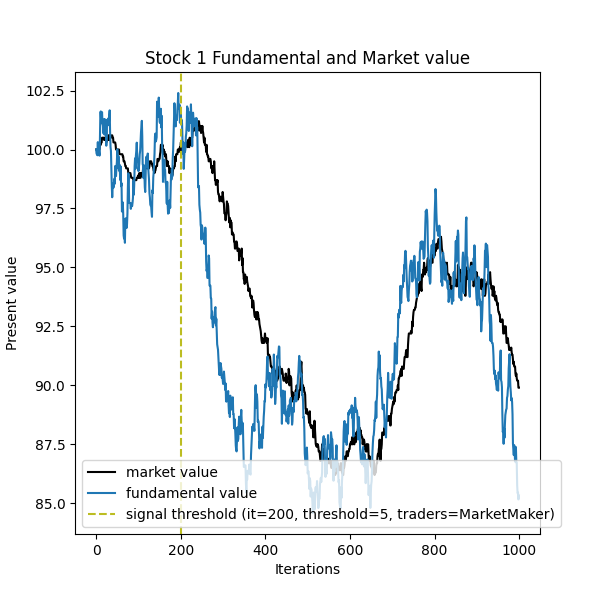 Stock 1 Fundamental and Market value
102.5
100.0
97.5
95.0
92.5
90.0
87.5
85.0
Present value
market value
fundamental value
signal threshold (it=200, threshold=5, traders=MarketMaker)
0 200 400 600 800 1000
Iterations